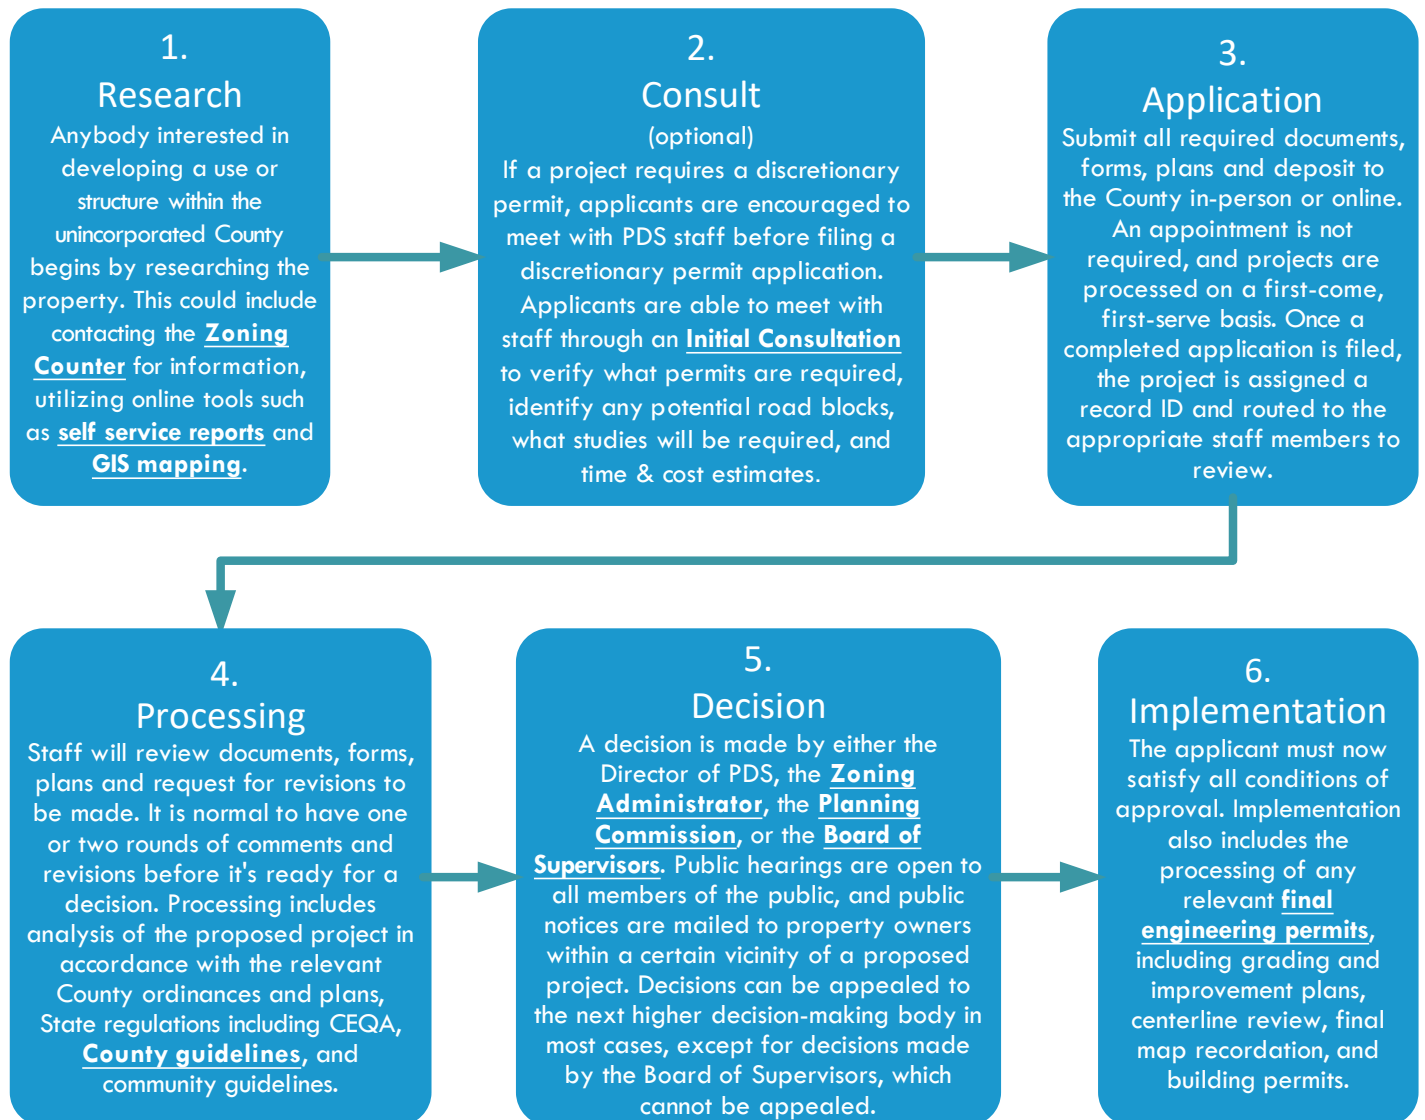 1.
Research
Anybody interested in
developing a use or
structure within the
unincorporated County
begins by researching the
property. This could include
contacting the Zoning
Counter for information,
utilizing online tools such
as self service reports and
GIS mapping.
2.
Consult
(optional)
If a project requires a discretionary
permit, applicants are encouraged to
meet with PDS staff before filing a
discretionary permit application.
Applicants are able to meet with
staff through an Initial Consultation
to verify what permits are required,
identify any potential road blocks,
what studies will be required, and
time & cost estimates.
3.
Application
Submit all required documents,
forms, plans and deposit to
the County in-person or online.
An appointment is not
required, and projects are
processed on a first-come,
first-serve basis. Once a
completed application is filed,
the project is assigned a
record ID and routed to the
appropriate staff members to
review.
4.
Processing
Staff will review documents, forms,
plans and request for revisions to
be made. It is normal to have one
or two rounds of comments and
revisions before it's ready for a
decision. Processing includes
analysis of the proposed project in
accordance with the relevant
County ordinances and plans,
State regulations including CEQA,
County guidelines, and
community guidelines.
5.
Decision
A decision is made by either the
Director of PDS, the Zoning
Administrator, the Planning
Commission, or the Board of
Supervisors. Public hearings are open to
all members of the public, and public
notices are mailed to property owners
within a certain vicinity of a proposed
project. Decisions can be appealed to
the next higher decision-making body in
most cases, except for decisions made
by the Board of Supervisors, which
cannot be appealed.
6.
Implementation
The applicant must now
satisfy all conditions of
approval. Implementation
also includes the
processing of any
relevant final
engineering permits,
including grading and
improvement plans,
centerline review, final
map recordation, and
building permits.